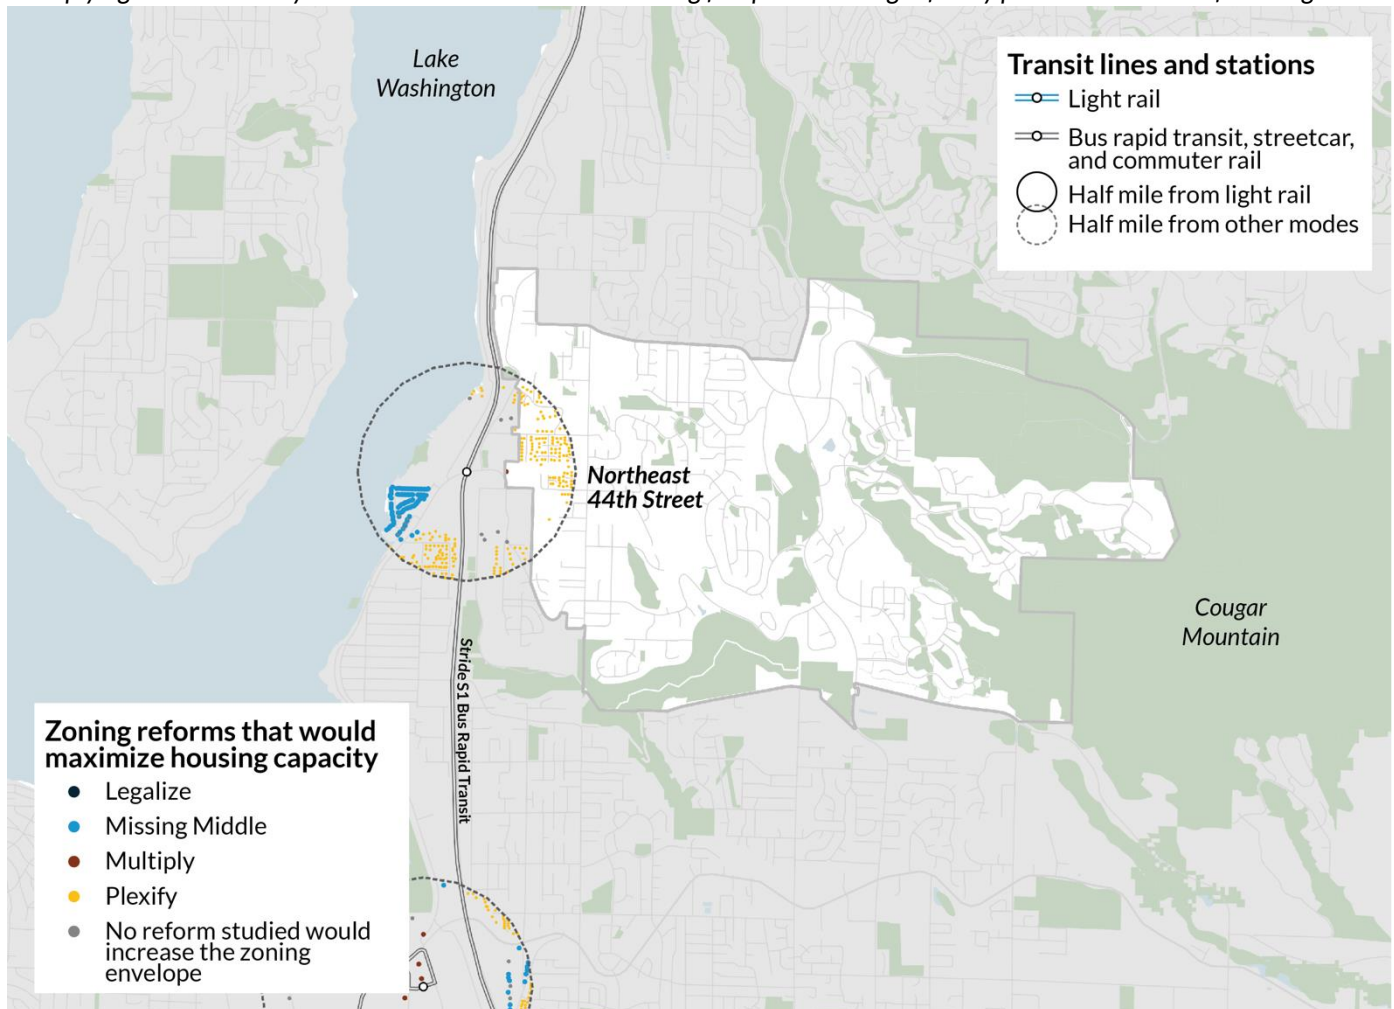 Lake
Washington
Transit lines and stations
Light rail
Bus rapid transit, streetcar,
and commuter rail
Half mile from light rail
Half mile from other modes
Northeast
44th Street
Cougar
Mountain
Stride S1 Bus Rapid Transit
Zoning reforms that would
maximize housing capacity
Legalize
Missing Middle
Multiply
Plexify
No reform studied would
increase the zoning
envelope